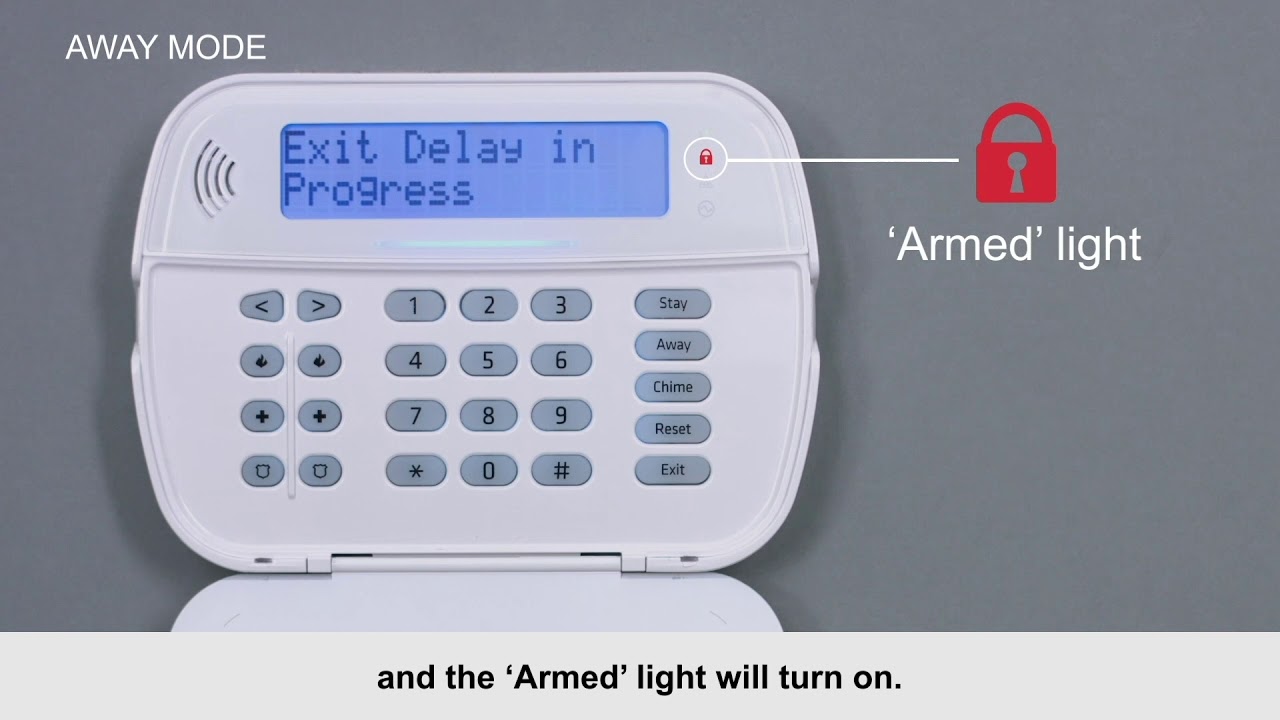 AWAY MODE
Exit Delay in
Progress
‘Armed’ light
< > 1 2 3 Stay
4 5 6 Away
7 8 9 Chime
Reset
* 0 # Exit
and the ‘Armed’ light will turn on.